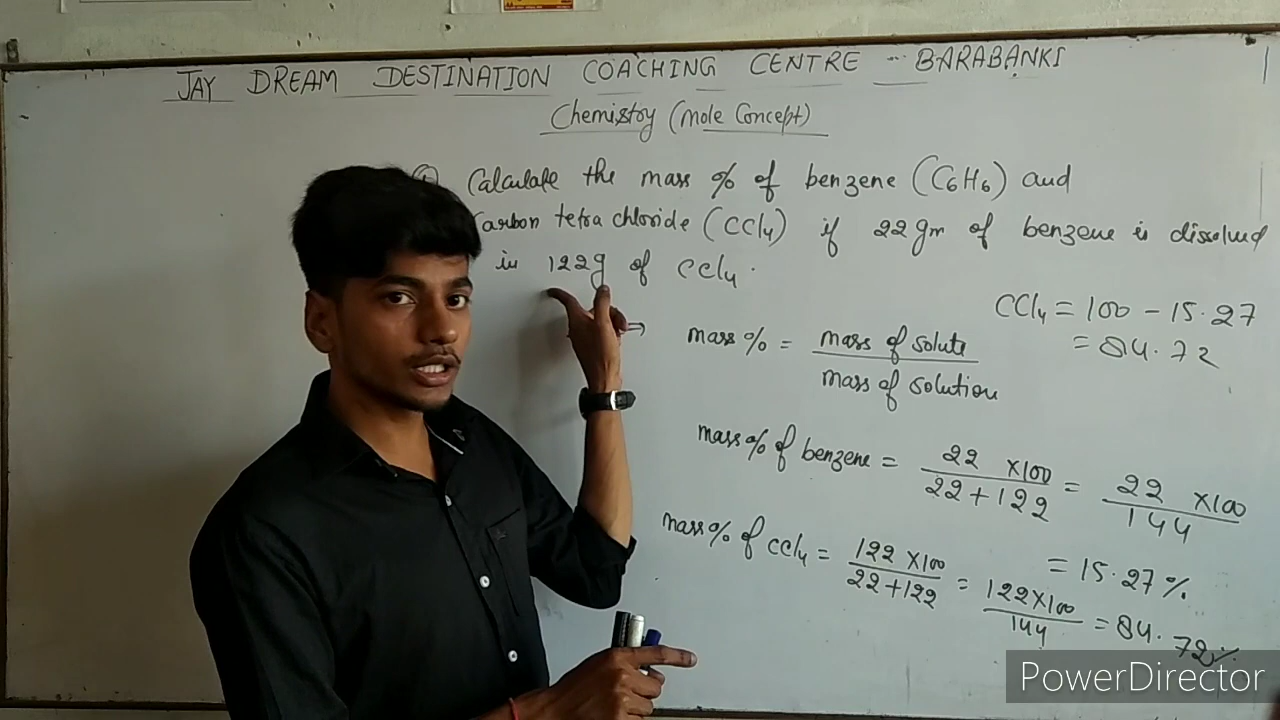 JAY DREAM DESTINATION COACHING CENTRE - BARABANKI
Chemistry (Mole Concept)
Calculate the mass % of benzene (C6H6) and
Carbon tetra chloride (CCl4) if 22gm of benzene is dissolved
in 122g of CCl4.
CCl4 = 100 - 15.27
= 84.72
⇒ mass % = mass of solute / mass of solution
mass % of benzene = 22 ×100 / 22+122 = 22 ×100 / 144
= 15.27%
mass % of CCl4 = 122 ×100 / 22+122 = 122×100 / 144 = 84.72%
PowerDirector